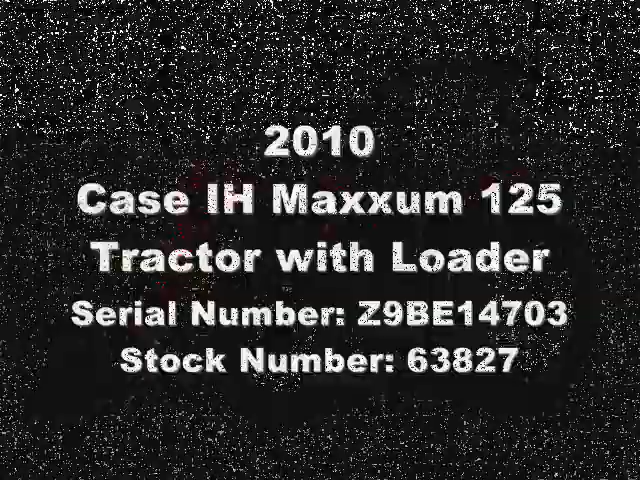 2010
Case IH Maxxum 125
Tractor with Loader
Serial Number: Z9BE14703
Stock Number: 63827